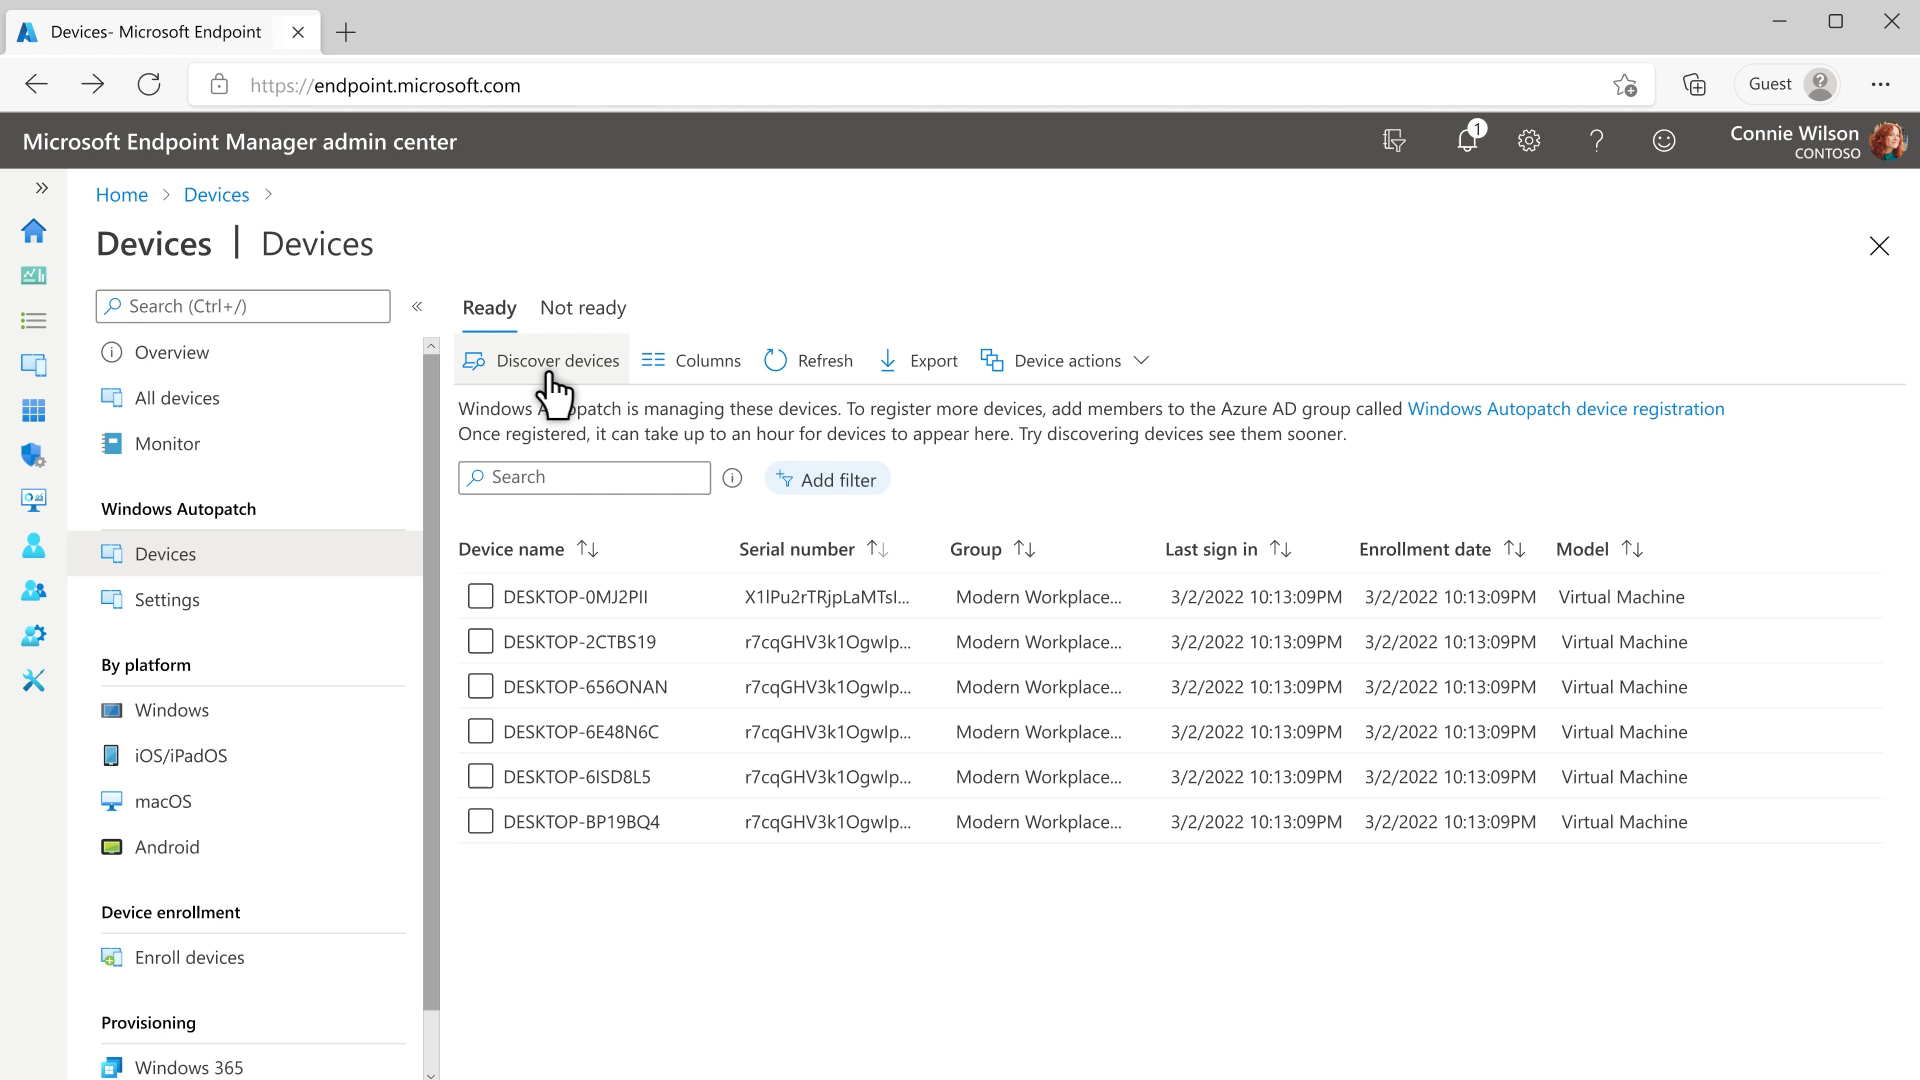 Devices- Microsoft Endpoint
https://endpoint.microsoft.com
Guest
Microsoft Endpoint Manager admin center
1
Connie Wilson
CONTOSO
Home > Devices >
Devices | Devices
Search (Ctrl+/)
Overview
All devices
Monitor
Windows Autopatch
Devices
Settings
By platform
Windows
iOS/iPadOS
macOS
Android
Device enrollment
Enroll devices
Provisioning
Windows 365
Ready Not ready
Discover devices Columns Refresh Export Device actions
Windows patch is managing these devices. To register more devices, add members to the Azure AD group called Windows Autopatch device registration
Once registered, it can take up to an hour for devices to appear here. Try discovering devices see them sooner.
Search Add filter
Device name Serial number Group Last sign in Enrollment date Model
DESKTOP-0MJ2PII X1lPu2rTRjpLaMTsl... Modern Workplace... 3/2/2022 10:13:09PM 3/2/2022 10:13:09PM Virtual Machine
DESKTOP-2CTBS19 r7cqGHV3k1OgwIp... Modern Workplace... 3/2/2022 10:13:09PM 3/2/2022 10:13:09PM Virtual Machine
DESKTOP-656ONAN r7cqGHV3k1OgwIp... Modern Workplace... 3/2/2022 10:13:09PM 3/2/2022 10:13:09PM Virtual Machine
DESKTOP-6E48N6C r7cqGHV3k1OgwIp... Modern Workplace... 3/2/2022 10:13:09PM 3/2/2022 10:13:09PM Virtual Machine
DESKTOP-6ISD8L5 r7cqGHV3k1OgwIp... Modern Workplace... 3/2/2022 10:13:09PM 3/2/2022 10:13:09PM Virtual Machine
DESKTOP-BP19BQ4 r7cqGHV3k1OgwIp... Modern Workplace... 3/2/2022 10:13:09PM 3/2/2022 10:13:09PM Virtual Machine